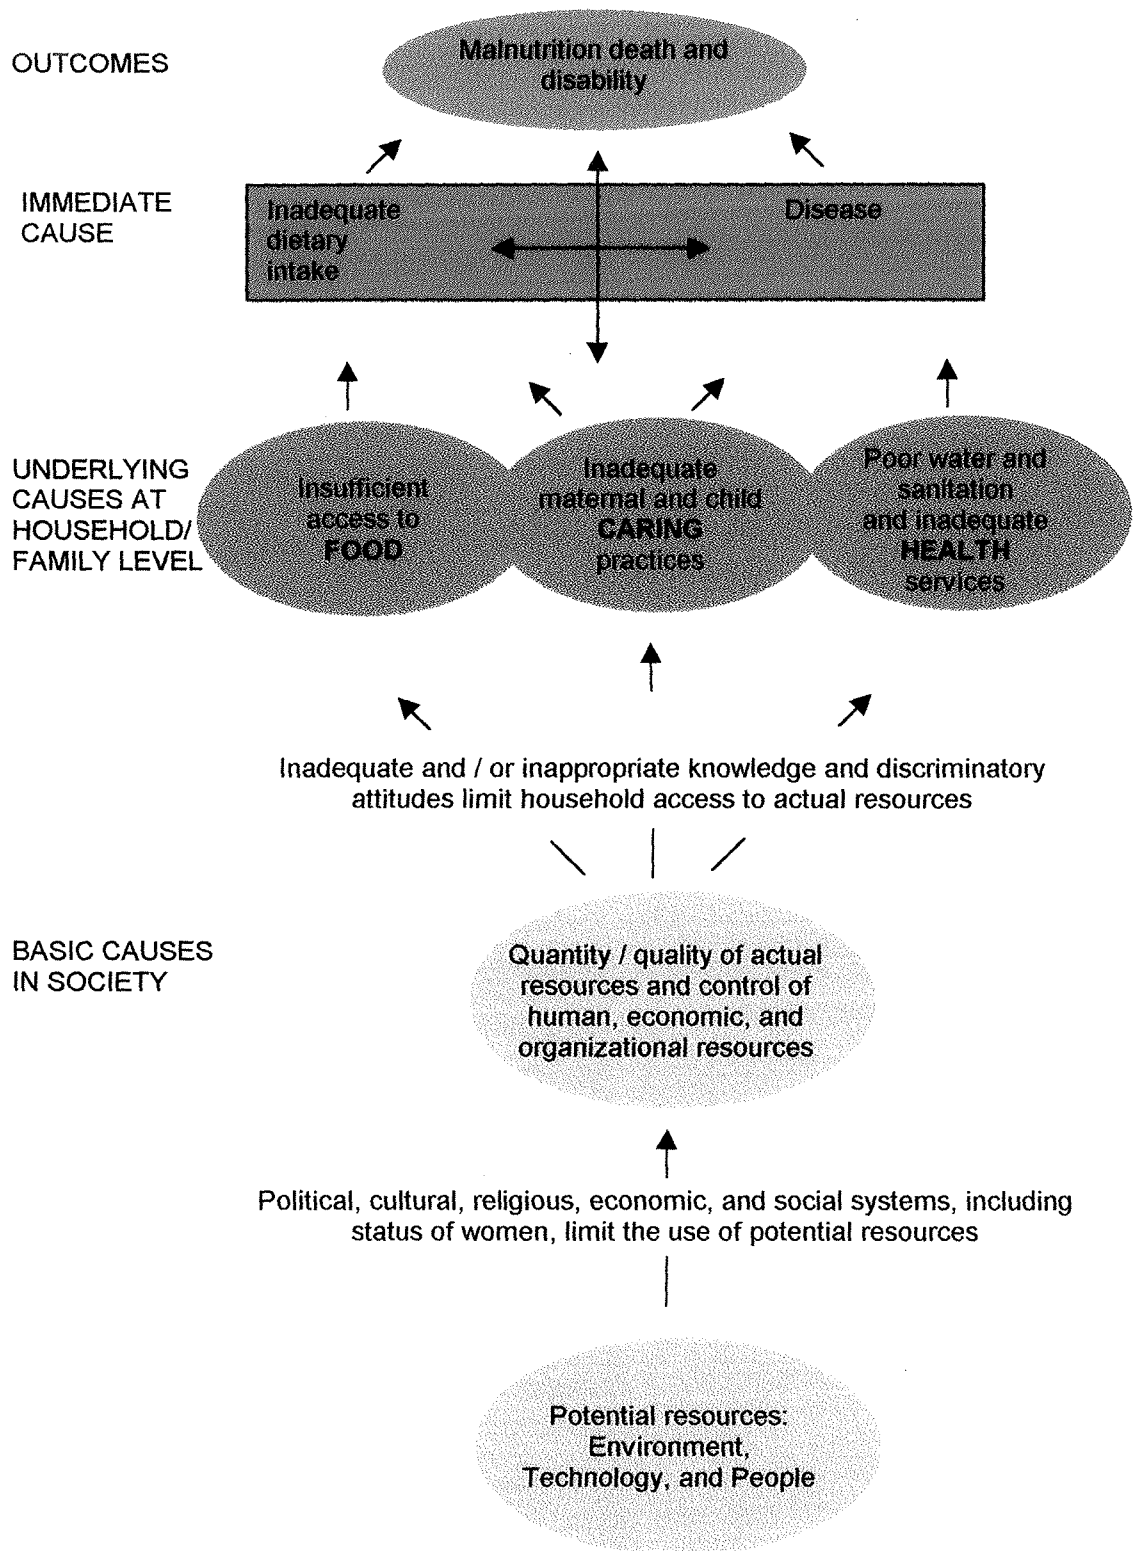 OUTCOMES
Malnutrition death and
disability
IMMEDIATE
CAUSE
Inadequate
dietary
intake
Disease
UNDERLYING
CAUSES AT
HOUSEHOLD/
FAMILY LEVEL
Insufficient
access to
FOOD
Inadequate
maternal and child
CARING
practices
Poor water and
sanitation
and inadequate
HEALTH
services
Inadequate and / or inappropriate knowledge and discriminatory
attitudes limit household access to actual resources
BASIC CAUSES
IN SOCIETY
Quantity / quality of actual
resources and control of
human, economic, and
organizational resources
Political, cultural, religious, economic, and social systems, including
status of women, limit the use of potential resources
Potential resources:
Environment,
Technology, and People